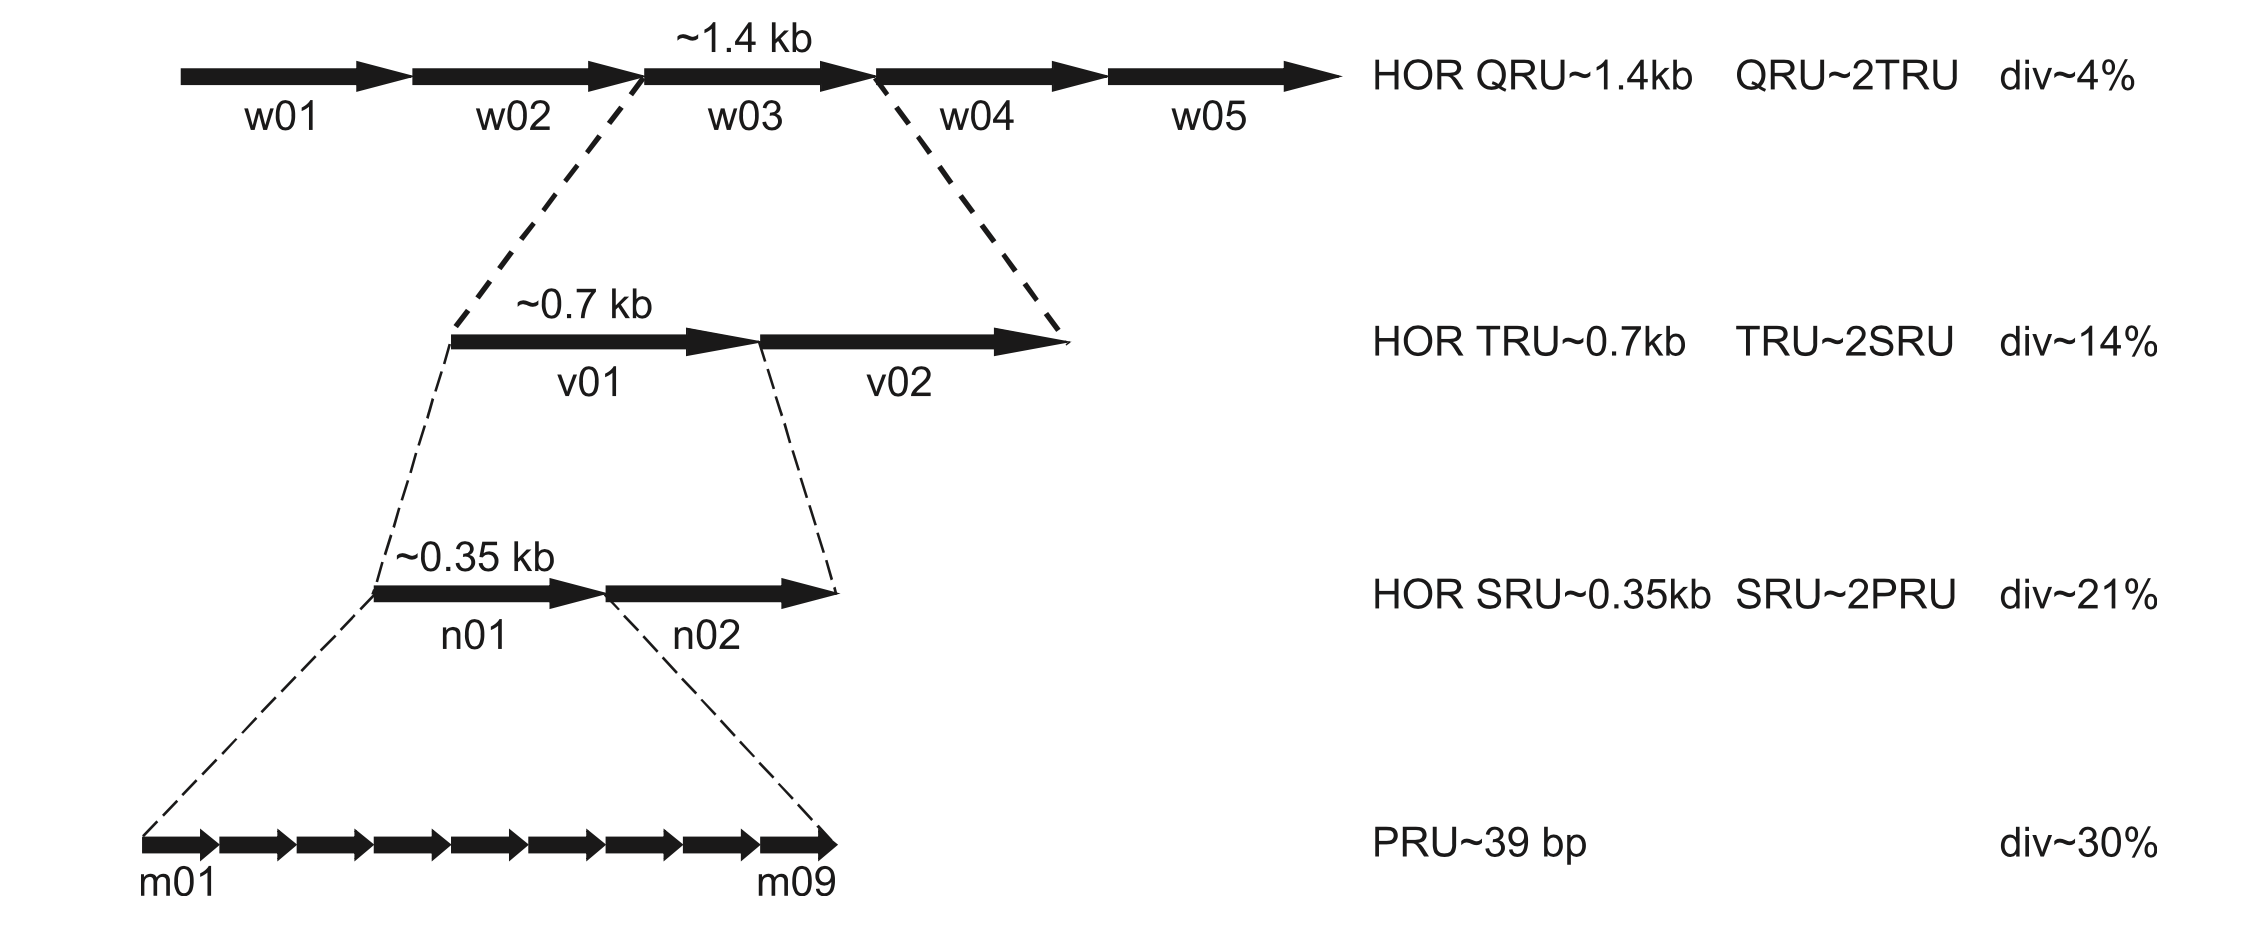 ~1.4 kb
HOR QRU~1.4kb QRU~2TRU div~4%
w01 w02 w03 w04 w05
~0.7 kb
HOR TRU~0.7kb TRU~2SRU div~14%
v01 v02
~0.35 kb
HOR SRU~0.35kb SRU~2PRU div~21%
n01 n02
PRU~39 bp div~30%
m01 m09